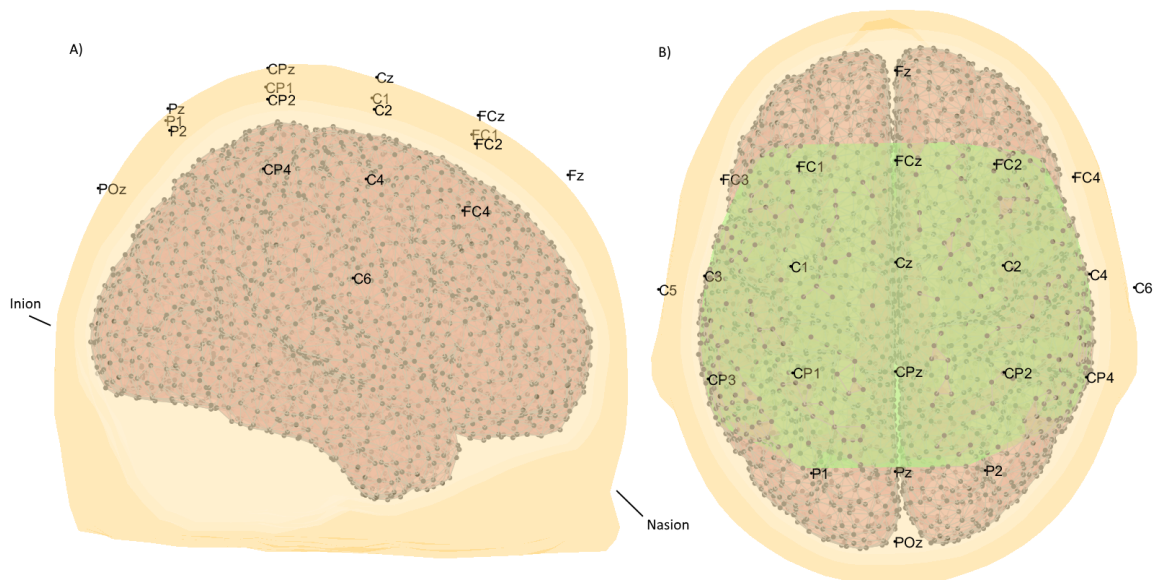 A)
CPz
Cz
CP1
CP2
C1
C2
Pz
P1
P2
FCz
FC1
FC2
CP4
C4
Fz
POz
FC4
C6
Inion
Nasion
B)
Fz
FCz
FC1
FC2
FC3
FC4
C1
Cz
C2
C3
C4
C5
C6
CP3
CP1
CPz
CP2
CP4
P1
Pz
P2
POz